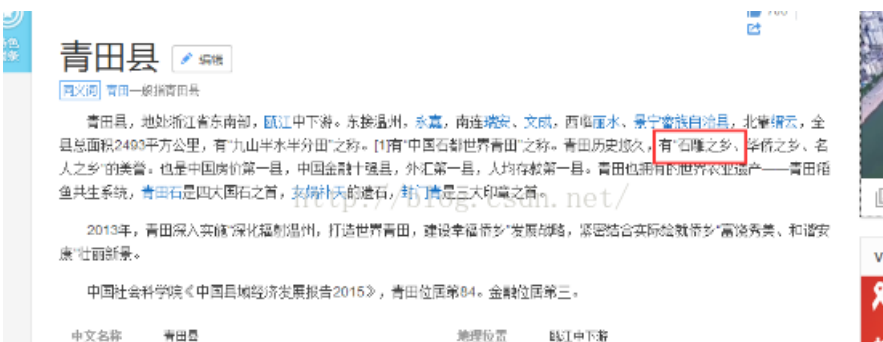 青田县 编辑
同义词 青田一般指青田县
青田县，地处浙江省东南部，瓯江中下游。东接温州，永嘉，南连瑞安、文成，西临丽水、景宁畲族自治县，北靠缙云，全
县总面积2493平方公里，有"九山半水半分田"之称。[1]有"中国石都世界青田"之称。青田历史悠久，有"石雕之乡、华侨之乡、名
人之乡"的美誉。也是中国房价第一县，中国金融十强县，外汇第一县，人均存款第一县。青田也拥有的世界农业遗产——青田稻
鱼共生系统，青田石是四大国石之首，女娲补天的遗石，封门青是三大印章之首。
http://blog.csdn.net/
2013年，青田深入实施"深化辐射温州，打造世界青田，建设幸福侨乡"发展战略，紧密结合实际绘就侨乡"富饶秀美、和谐安
康"壮丽新景。
中国社会科学院《中国县域经济发展报告2015》，青田位居第84。金融位居第三。
中文名称 青田县 地理位置 瓯江中下游